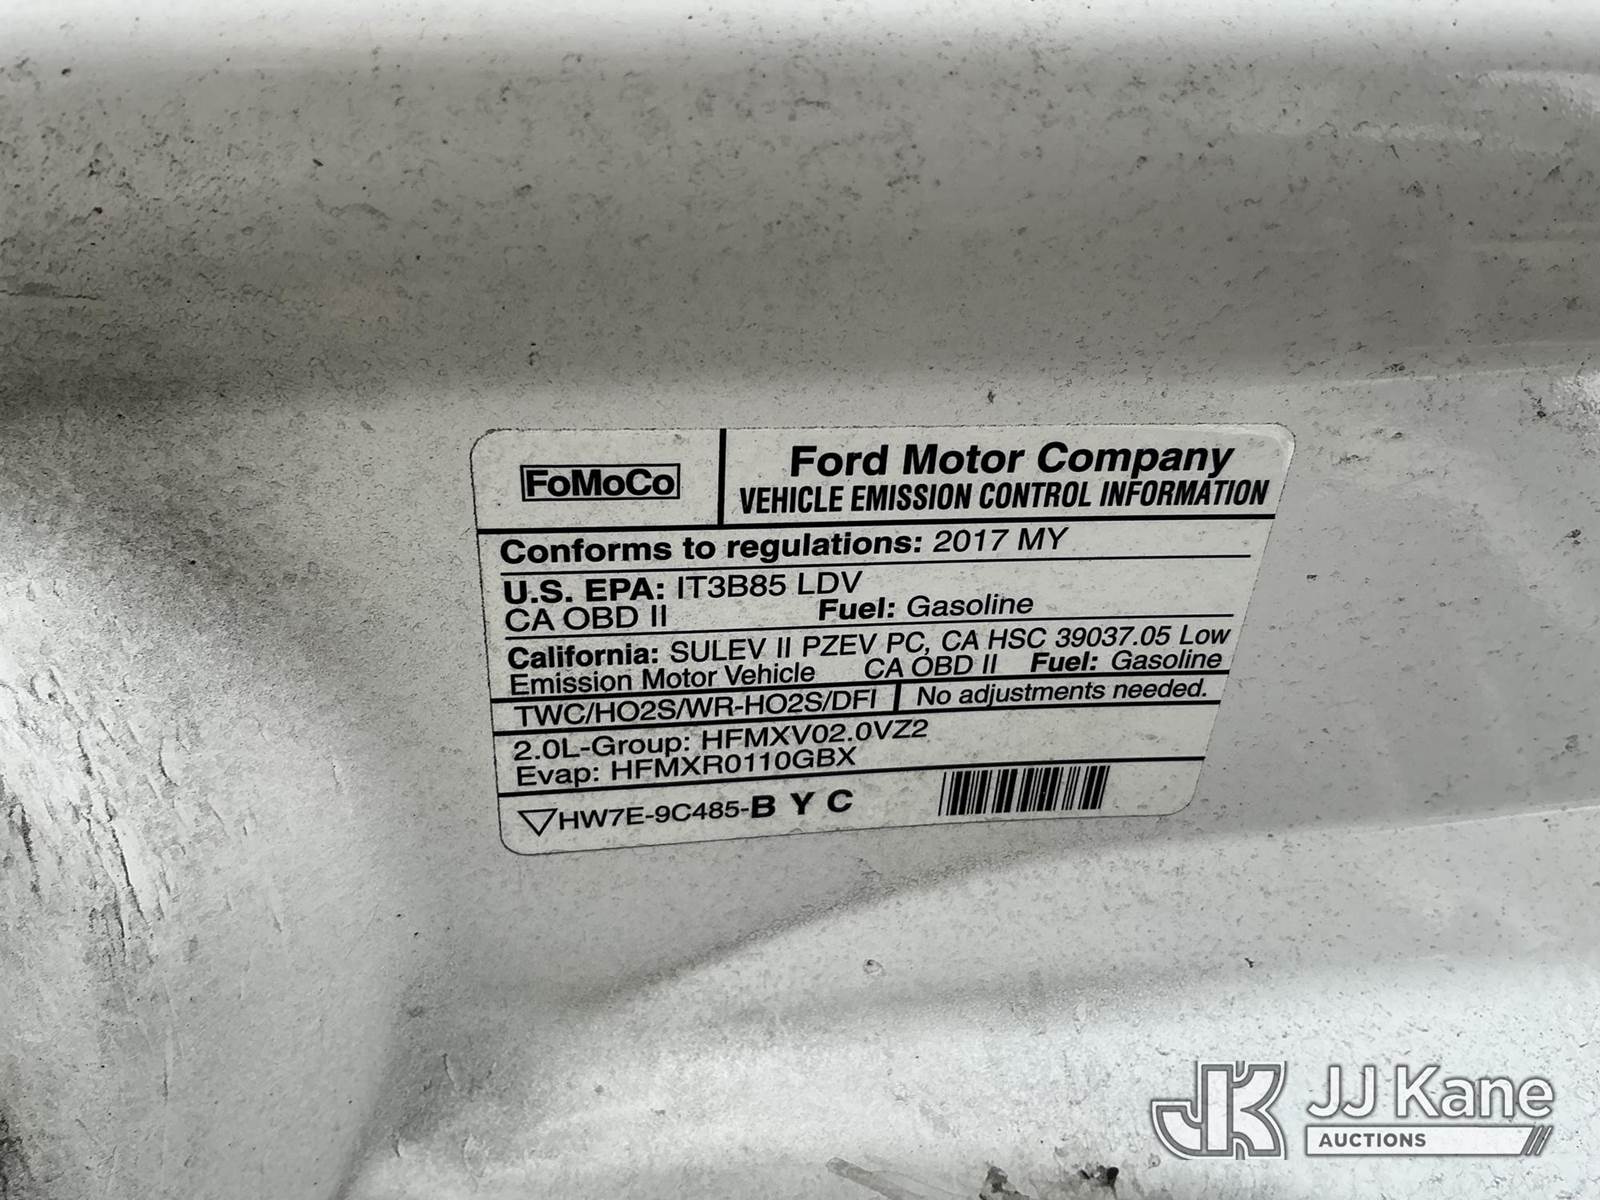 FoMoCo
Ford Motor Company
VEHICLE EMISSION CONTROL INFORMATION
Conforms to regulations: 2017 MY
U.S. EPA: IT3B85 LDV
CA OBD II Fuel: Gasoline
California: SULEV II PZEV PC, CA HSC 39037.05 Low
Emission Motor Vehicle CA OBD II Fuel: Gasoline
TWC/HO2S/WR-HO2S/DFI No adjustments needed.
2.0L-Group: HFMXV02.0VZ2
Evap: HFMXR0110GBX
HW7E-9C485-B Y C
JK JJ Kane
AUCTIONS